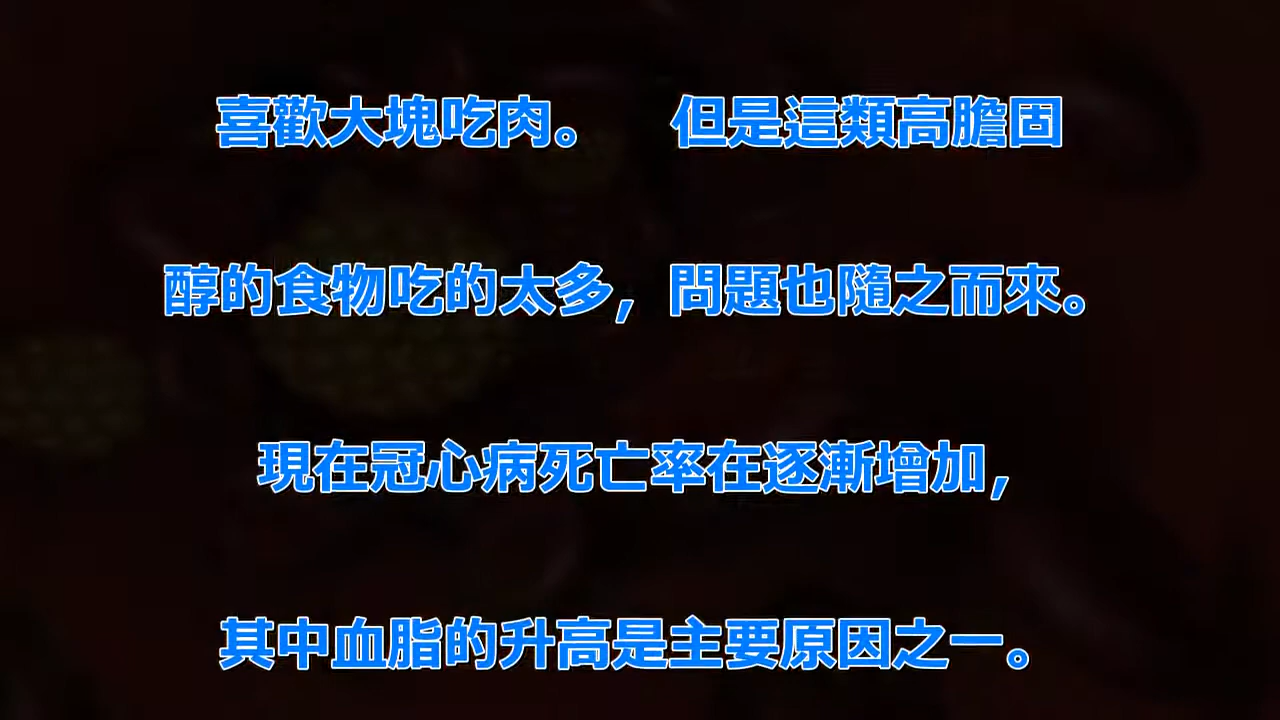 喜歡大塊吃肉。 但是這類高膽固
醇的食物吃的太多，問題也隨之而來。
現在冠心病死亡率在逐漸增加，
其中血脂的升高是主要原因之一。